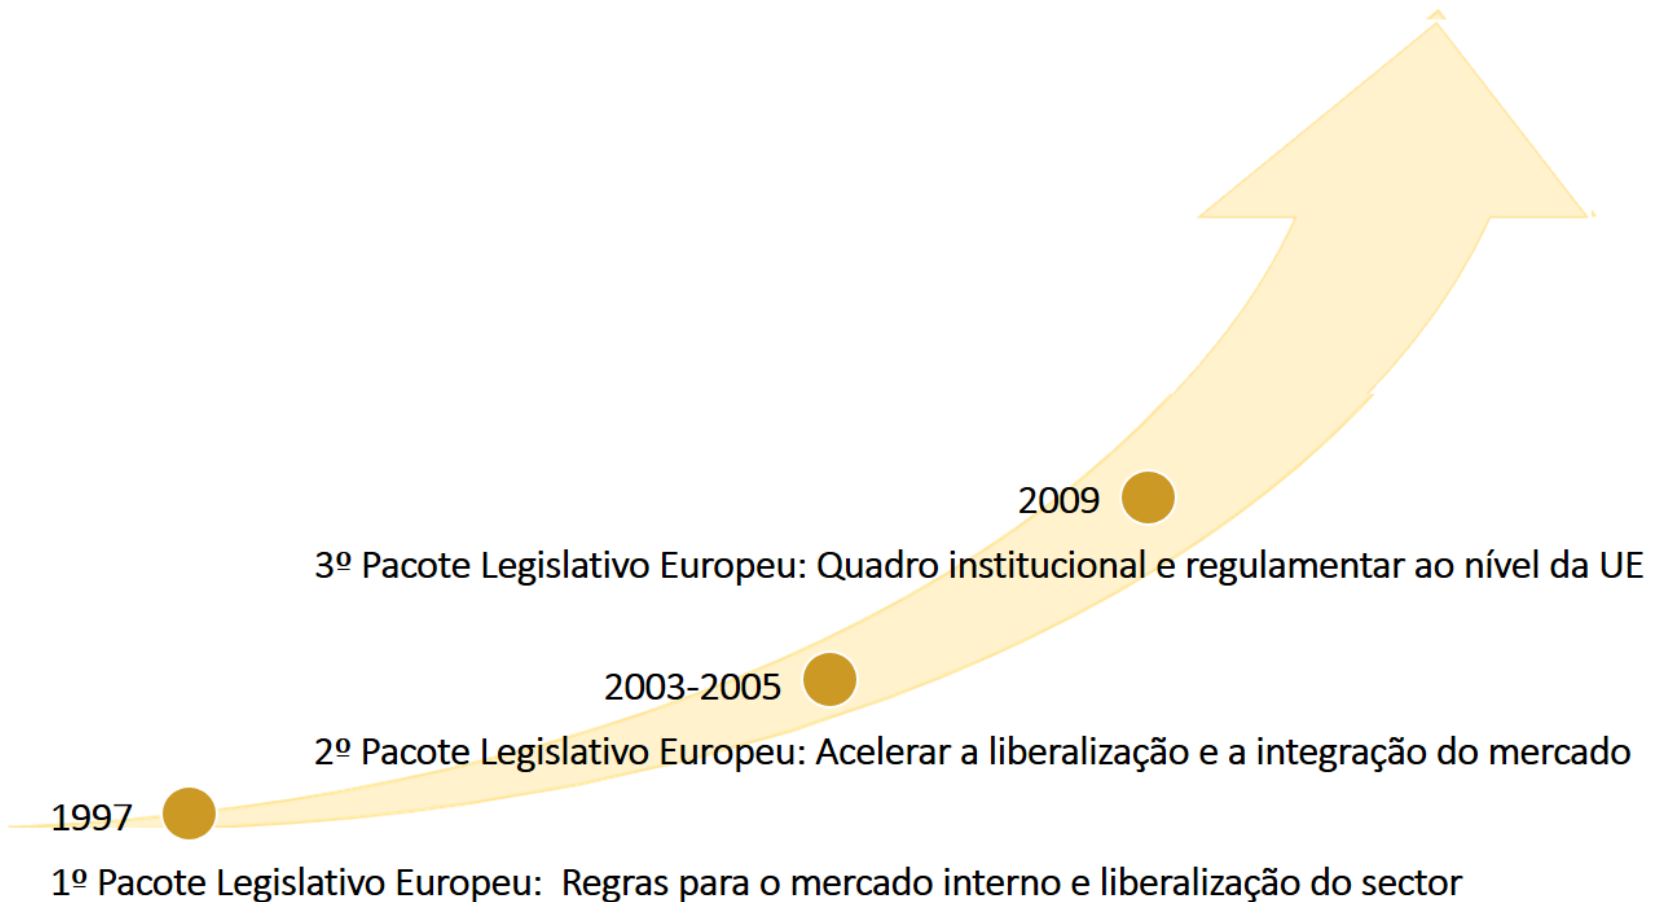 2009
3º Pacote Legislativo Europeu: Quadro institucional e regulamentar ao nível da UE
2003-2005
2º Pacote Legislativo Europeu: Acelerar a liberalização e a integração do mercado
1997
1º Pacote Legislativo Europeu:  Regras para o mercado interno e liberalização do sector